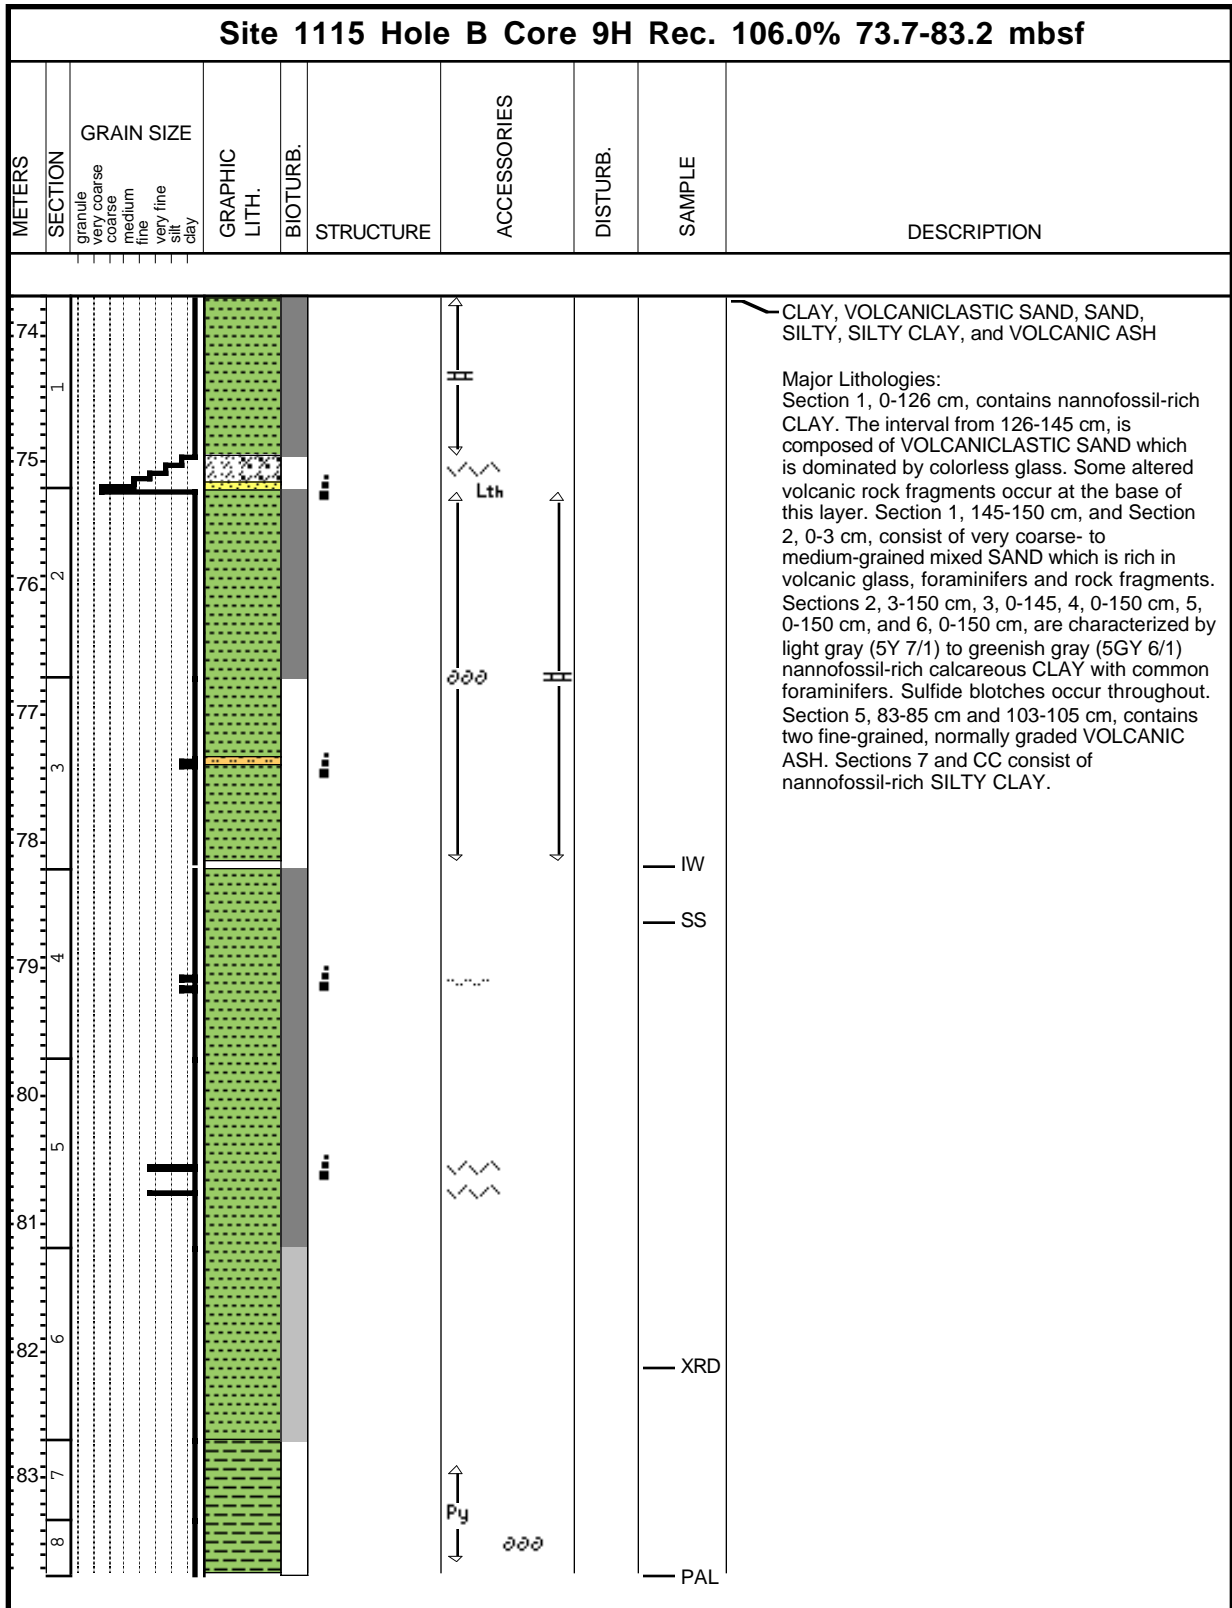 Site 1115 Hole B Core 9H Rec. 106.0% 73.7-83.2 mbsf
METERS
SECTION
GRAIN SIZE
granule
very coarse
coarse
medium
fine
very fine
silt
clay
GRAPHIC
LITH.
BIOTURB.
STRUCTURE
ACCESSORIES
DISTURB.
SAMPLE
DESCRIPTION
74
1
75
Lth
2
76
77
3
78
IW
SS
4
79
80
5
81
6
82
XRD
83
7
Py
8
PAL
CLAY, VOLCANICLASTIC SAND, SAND,
SILTY, SILTY CLAY, and VOLCANIC ASH
Major Lithologies:
Section 1, 0-126 cm, contains nannofossil-rich
CLAY. The interval from 126-145 cm, is
composed of VOLCANICLASTIC SAND which
is dominated by colorless glass. Some altered
volcanic rock fragments occur at the base of
this layer. Section 1, 145-150 cm, and Section
2, 0-3 cm, consist of very coarse- to
medium-grained mixed SAND which is rich in
volcanic glass, foraminifers and rock fragments.
Sections 2, 3-150 cm, 3, 0-145, 4, 0-150 cm, 5,
0-150 cm, and 6, 0-150 cm, are characterized by
light gray (5Y 7/1) to greenish gray (5GY 6/1)
nannofossil-rich calcareous CLAY with common
foraminifers. Sulfide blotches occur throughout.
Section 5, 83-85 cm and 103-105 cm, contains
two fine-grained, normally graded VOLCANIC
ASH. Sections 7 and CC consist of
nannofossil-rich SILTY CLAY.